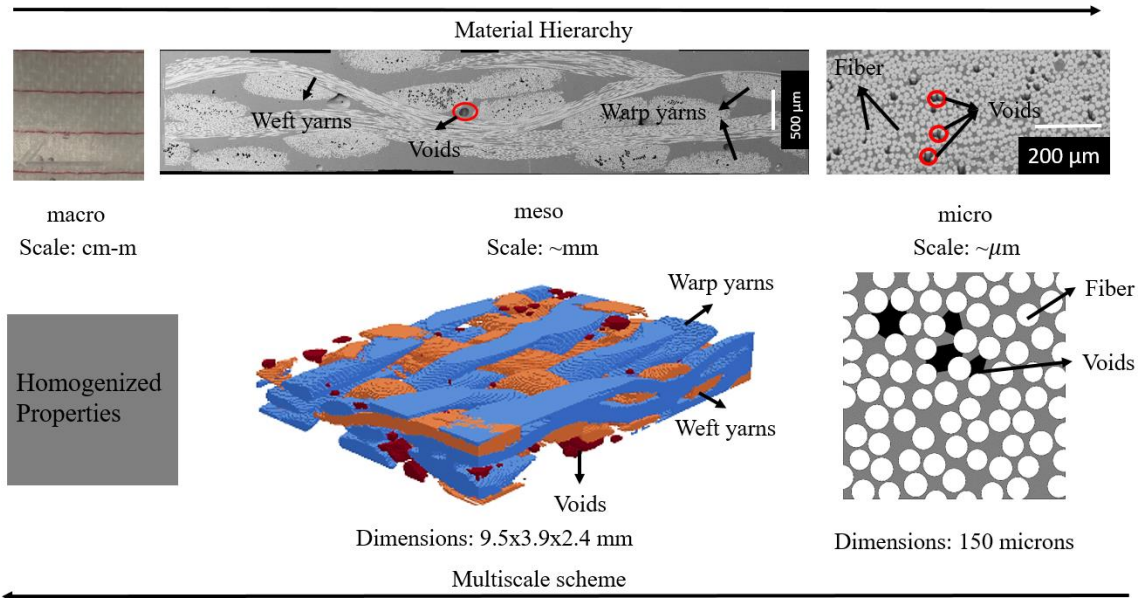 Material Hierarchy
Weft yarns
Voids
Warp yarns
500 µm
Fiber
Voids
200 µm
macro
Scale: cm-m
meso
Scale: ~mm
micro
Scale: ~μm
Homogenized
Properties
Warp yarns
Weft yarns
Voids
Dimensions: 9.5x3.9x2.4 mm
Fiber
Voids
Dimensions: 150 microns
Multiscale scheme